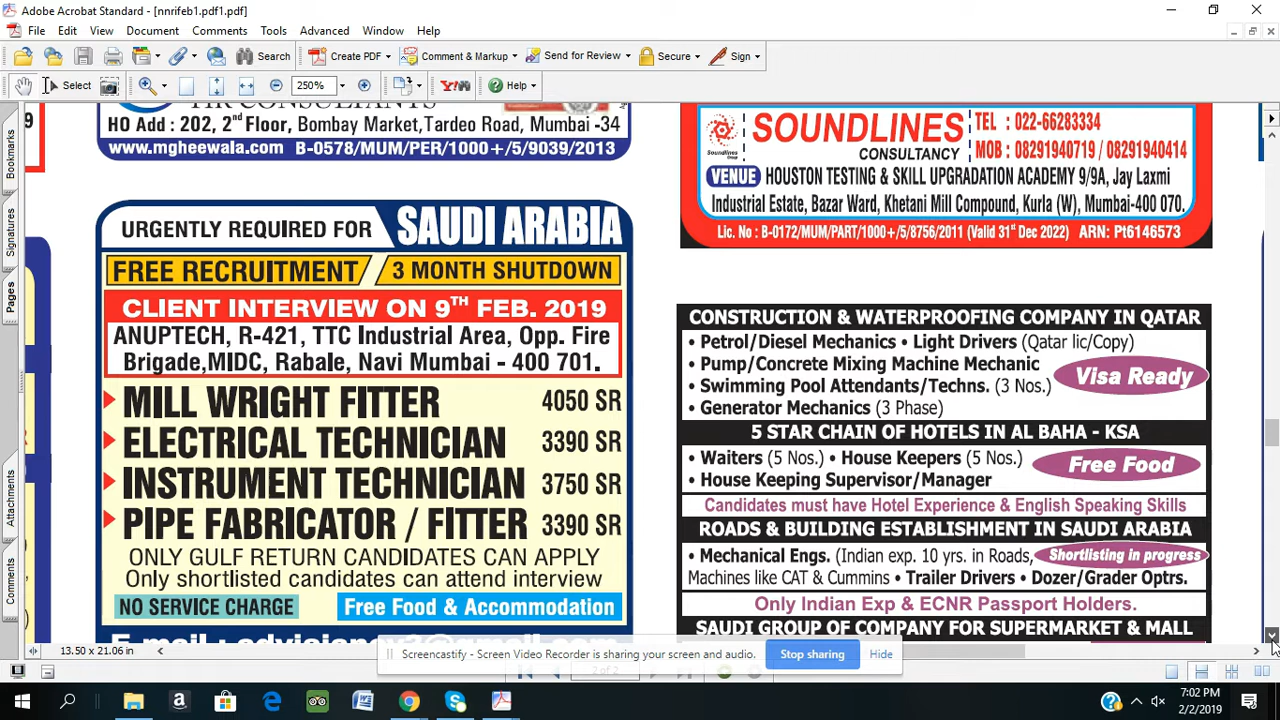 Adobe Acrobat Standard - [nnrifeb1.pdf1.pdf]
File Edit View Document Comments Tools Advanced Window Help
Search Create PDF Comment & Markup Send for Review Secure Sign
Select 250% Y! Help
HO Add : 202, 2nd Floor, Bombay Market,Tardeo Road, Mumbai -34
www.mgheewala.com B-0578/MUM/PER/1000+/5/9039/2013
URGENTLY REQUIRED FOR SAUDI ARABIA
FREE RECRUITMENT 3 MONTH SHUTDOWN
CLIENT INTERVIEW ON 9TH FEB. 2019
ANUPTECH, R-421, TTC Industrial Area, Opp. Fire
Brigade,MIDC, Rabale, Navi Mumbai - 400 701.
MILL WRIGHT FITTER 4050 SR
ELECTRICAL TECHNICIAN 3390 SR
INSTRUMENT TECHNICIAN 3750 SR
PIPE FABRICATOR / FITTER 3390 SR
ONLY GULF RETURN CANDIDATES CAN APPLY
Only shortlisted candidates can attend interview
NO SERVICE CHARGE Free Food & Accommodation
SOUNDLINES
CONSULTANCY
Soundlines Group
TEL : 022-66283334
MOB : 08291940719 / 08291940414
VENUE HOUSTON TESTING & SKILL UPGRADATION ACADEMY 9/9A, Jay Laxmi
Industrial Estate, Bazar Ward, Khetani Mill Compound, Kurla (W), Mumbai-400 070.
Lic. No : B-0172/MUM/PART/1000+/5/8756/2011 (Valid 31st Dec 2022) ARN: Pt6146573
CONSTRUCTION & WATERPROOFING COMPANY IN QATAR
• Petrol/Diesel Mechanics • Light Drivers (Qatar lic/Copy)
• Pump/Concrete Mixing Machine Mechanic
• Swimming Pool Attendants/Techns. (3 Nos.)
• Generator Mechanics (3 Phase)
Visa Ready
5 STAR CHAIN OF HOTELS IN AL BAHA - KSA
• Waiters (5 Nos.) • House Keepers (5 Nos.)
• House Keeping Supervisor/Manager
Free Food
Candidates must have Hotel Experience & English Speaking Skills
ROADS & BUILDING ESTABLISHMENT IN SAUDI ARABIA
• Mechanical Engs. (Indian exp. 10 yrs. in Roads, Shortlisting in progress
Machines like CAT & Cummins • Trailer Drivers • Dozer/Grader Optrs.
Only Indian Exp & ECNR Passport Holders.
SAUDI GROUP OF COMPANY FOR SUPERMARKET & MALL
Bookmarks
Signatures
Pages
Attachments
Comments
Screencastify - Screen Video Recorder is sharing your screen and audio. Stop sharing Hide
13.50 x 21.06 in
2 of 2
7:02 PM
2/2/2019